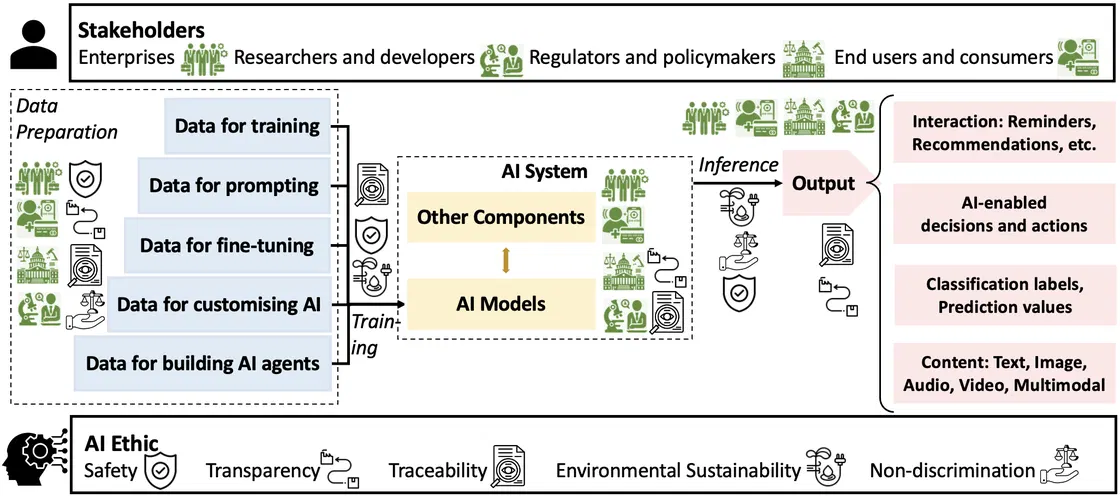 Stakeholders
Enterprises Researchers and developers Regulators and policymakers End users and consumers
Data
Preparation
Data for training
Data for prompting
Data for fine-tuning
Data for customising AI
Data for building AI agents
Train-
ing
AI System
Other Components
AI Models
Inference
Output
Interaction: Reminders,
Recommendations, etc.
AI-enabled
decisions and actions
Classification labels,
Prediction values
Content: Text, Image,
Audio, Video, Multimodal
AI Ethic
Safety Transparency Traceability Environmental Sustainability Non-discrimination